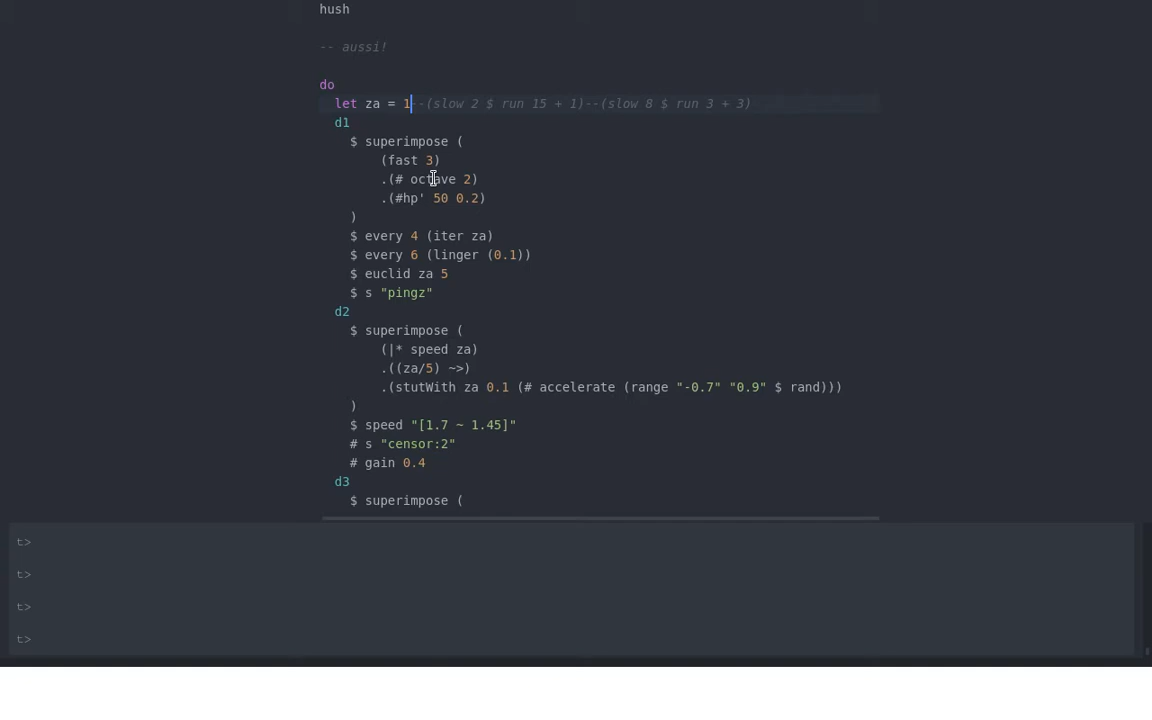 hush
-- aussi!
do
let za = 1--(slow 2 $ run 15 + 1)--(slow 8 $ run 3 + 3)
d1
$ superimpose (
(fast 3)
.(# octave 2)
.(#hp' 50 0.2)
)
$ every 4 (iter za)
$ every 6 (linger (0.1))
$ euclid za 5
$ s "pingz"
d2
$ superimpose (
(|* speed za)
.((za/5) ~>)
.(stutWith za 0.1 (# accelerate (range "-0.7" "0.9" $ rand)))
)
$ speed "[1.7 ~ 1.45]"
# s "censor:2"
# gain 0.4
d3
$ superimpose (
t>
t>
t>
t>